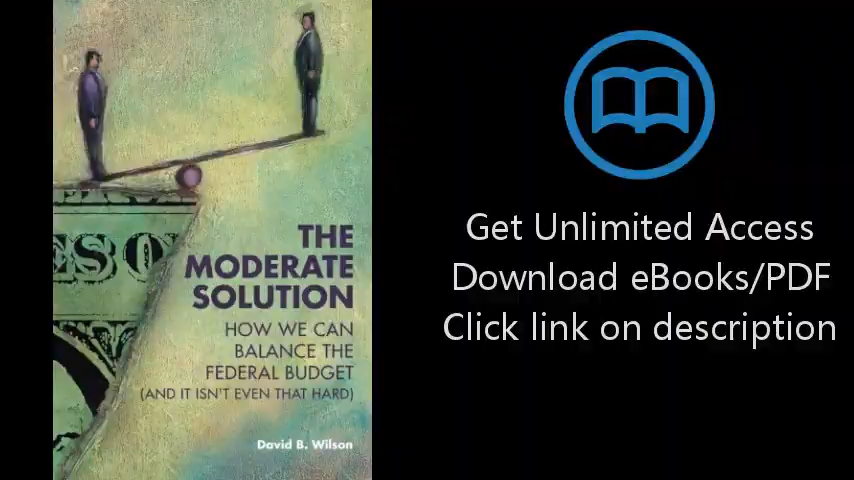 ESO
THE
MODERATE
SOLUTION
HOW WE CAN
BALANCE THE
FEDERAL BUDGET
(AND IT ISN'T EVEN THAT HARD)
David B. Wilson
Get Unlimited Access
Download eBooks/PDF
Click link on description